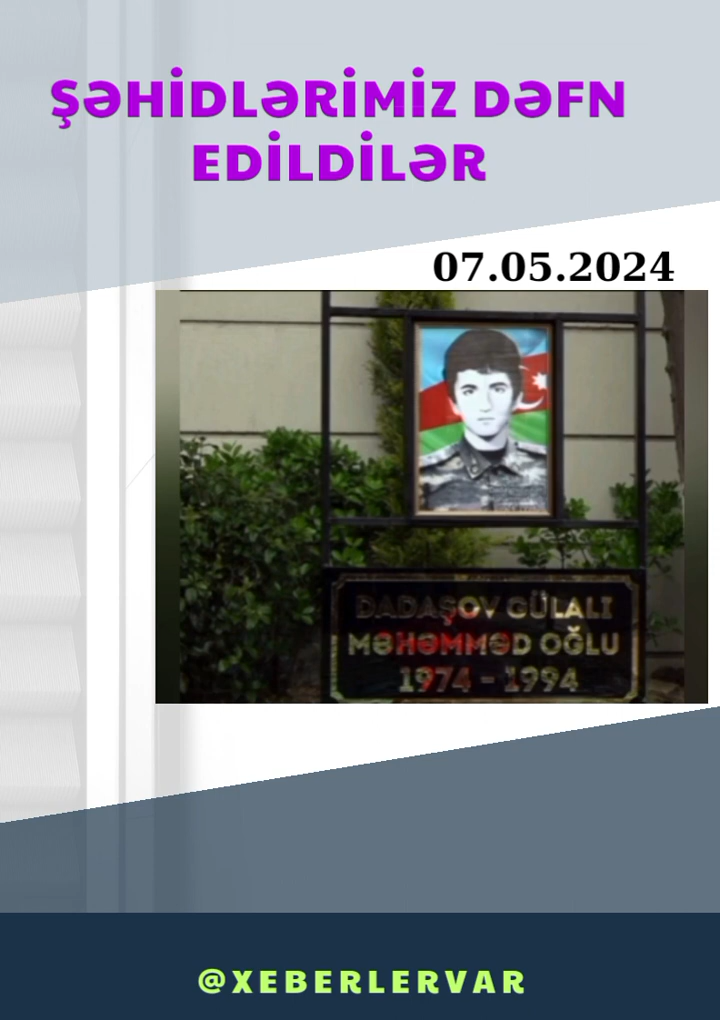 ŞƏHİDLƏRİMİZ DƏFN
EDİLDİLƏR
07.05.2024
DADAŞOV GÜLALI
MƏHƏMMƏD OĞLU
1974 - 1994
@XEBERLERVAR